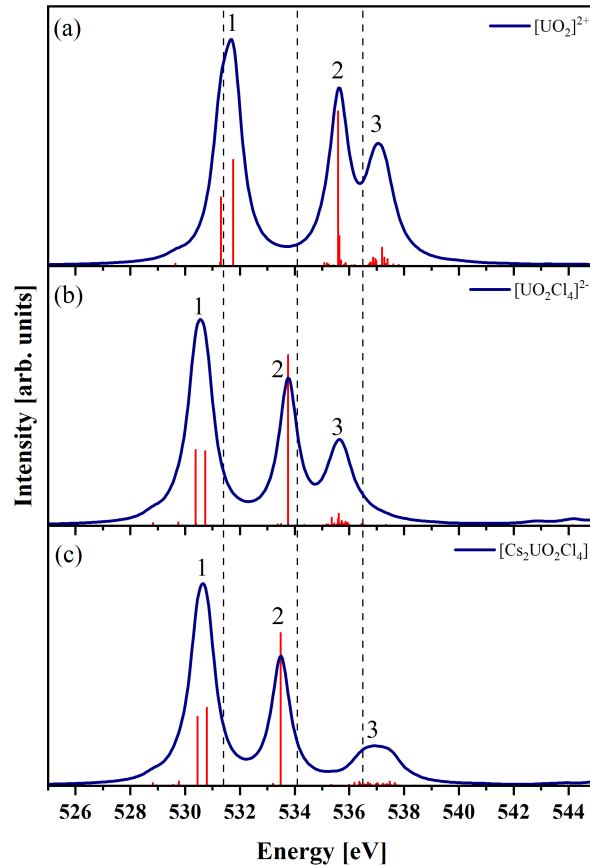 (a)
1
2
3
[UO₂]²⁺
(b)
1
2
3
[UO₂Cl₄]²⁻
(c)
1
2
3
[Cs₂UO₂Cl₄]
Intensity [arb. units]
526 528 530 532 534 536 538 540 542 544
Energy [eV]